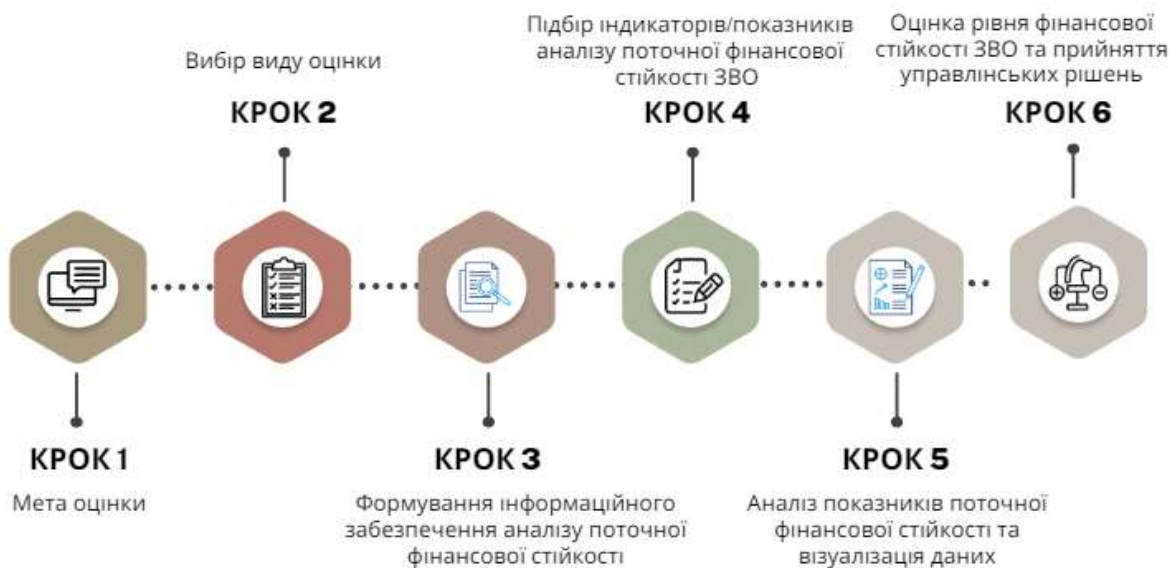 КРОК 1
Мета оцінки
Вибір виду оцінки
КРОК 2
КРОК 3
Формування інформаційного
забезпечення аналізу поточної
фінансової стійкості
Підбір індикаторів/показників
аналізу поточної фінансової
стійкості ЗВО
КРОК 4
КРОК 5
Аналіз показників поточної
фінансової стійкості та
візуалізація даних
Оцінка рівня фінансової
стійкості ЗВО та прийняття
управлінських рішень
КРОК 6